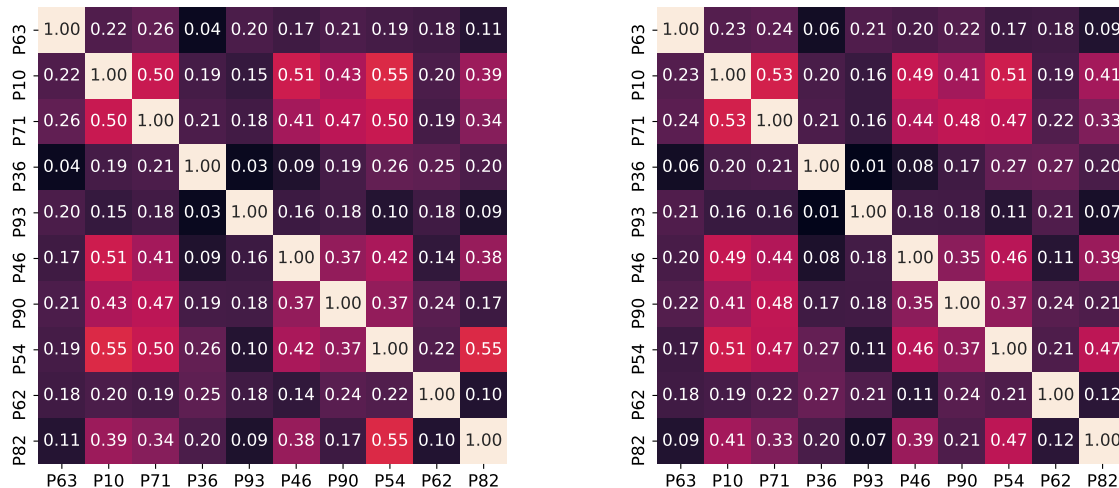 P63 1.00 0.22 0.26 0.04 0.20 0.17 0.21 0.19 0.18 0.11
P10 0.22 1.00 0.50 0.19 0.15 0.51 0.43 0.55 0.20 0.39
P71 0.26 0.50 1.00 0.21 0.18 0.41 0.47 0.50 0.19 0.34
P36 0.04 0.19 0.21 1.00 0.03 0.09 0.19 0.26 0.25 0.20
P93 0.20 0.15 0.18 0.03 1.00 0.16 0.18 0.10 0.18 0.09
P46 0.17 0.51 0.41 0.09 0.16 1.00 0.37 0.42 0.14 0.38
P90 0.21 0.43 0.47 0.19 0.18 0.37 1.00 0.37 0.24 0.17
P54 0.19 0.55 0.50 0.26 0.10 0.42 0.37 1.00 0.22 0.55
P62 0.18 0.20 0.19 0.25 0.18 0.14 0.24 0.22 1.00 0.10
P82 0.11 0.39 0.34 0.20 0.09 0.38 0.17 0.55 0.10 1.00
P63 P10 P71 P36 P93 P46 P90 P54 P62 P82
P63 1.00 0.23 0.24 0.06 0.21 0.20 0.22 0.17 0.18 0.09
P10 0.23 1.00 0.53 0.20 0.16 0.49 0.41 0.51 0.19 0.41
P71 0.24 0.53 1.00 0.21 0.16 0.44 0.48 0.47 0.22 0.33
P36 0.06 0.20 0.21 1.00 0.01 0.08 0.17 0.27 0.27 0.20
P93 0.21 0.16 0.16 0.01 1.00 0.18 0.18 0.11 0.21 0.07
P46 0.20 0.49 0.44 0.08 0.18 1.00 0.35 0.46 0.11 0.39
P90 0.22 0.41 0.48 0.17 0.18 0.35 1.00 0.37 0.24 0.21
P54 0.17 0.51 0.47 0.27 0.11 0.46 0.37 1.00 0.21 0.47
P62 0.18 0.19 0.22 0.27 0.21 0.11 0.24 0.21 1.00 0.12
P82 0.09 0.41 0.33 0.20 0.07 0.39 0.21 0.47 0.12 1.00
P63 P10 P71 P36 P93 P46 P90 P54 P62 P82